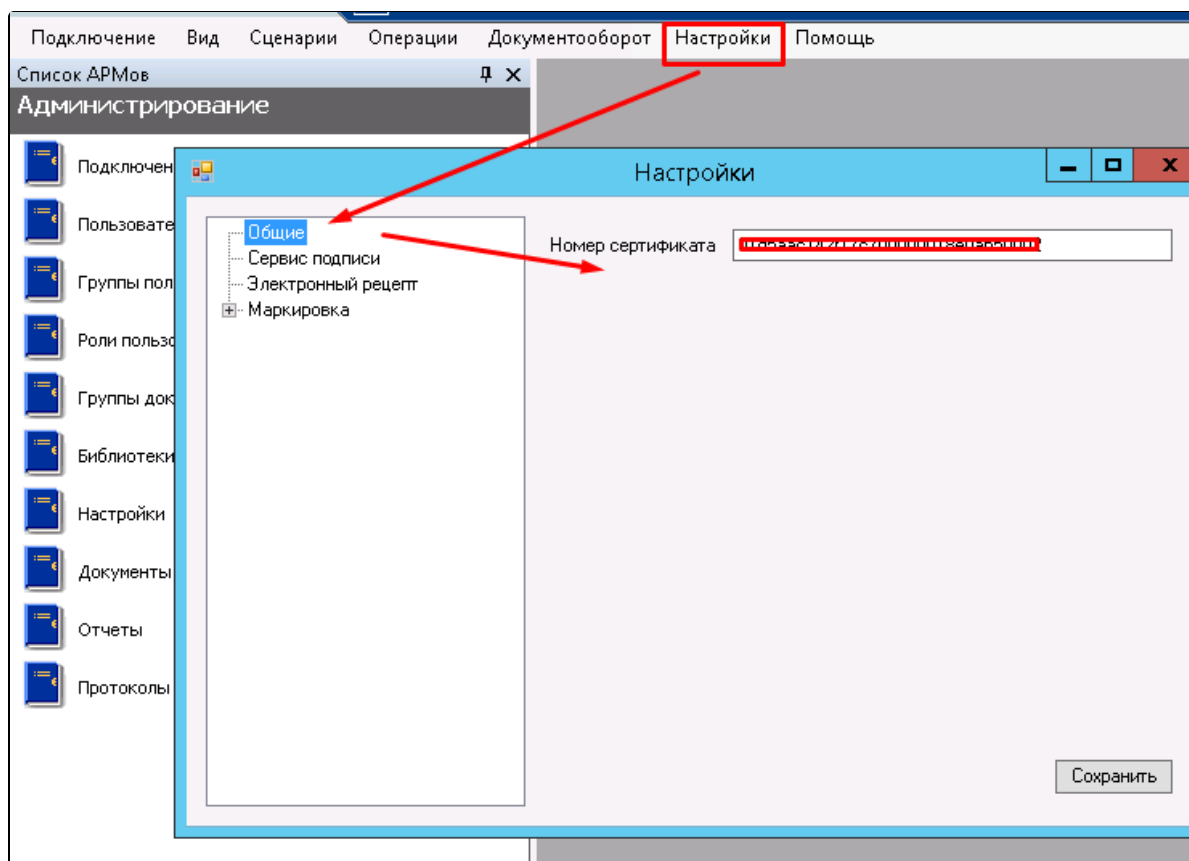 Подключение Вид Сценарии Операции Документооборот Настройки Помощь
Список АРМов
Администрирование
Подключен
Пользовате
Группы пол
Роли пользо
Группы док
Библиотеки
Настройки
Документы
Отчеты
Протоколы
Настройки
Общие
Сервис подписи
Электронный рецепт
Маркировка
Номер сертификата
Сохранить